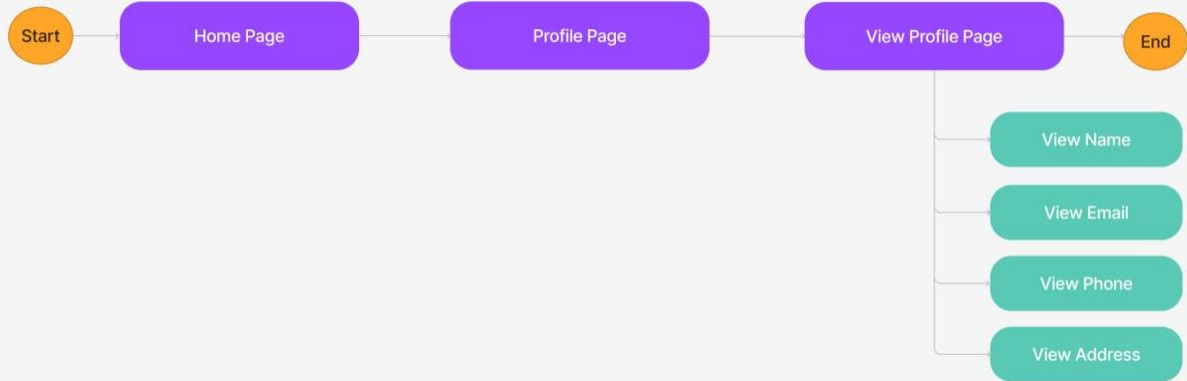 Start
Home Page
Profile Page
View Profile Page
End
View Name
View Email
View Phone
View Address